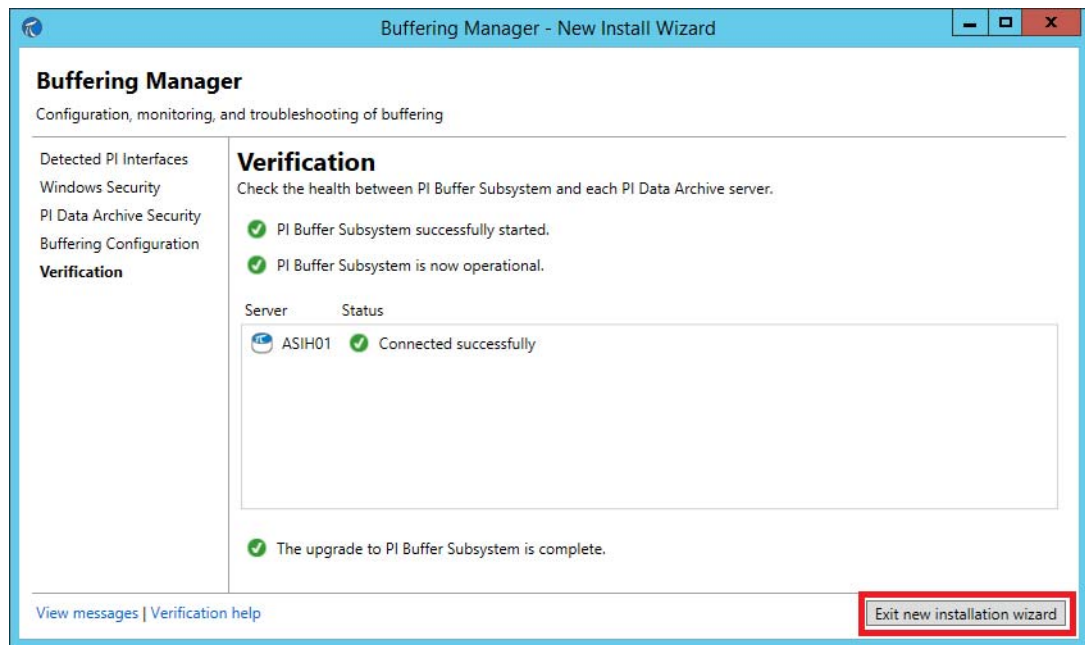 Buffering Manager - New Install Wizard
Buffering Manager
Configuration, monitoring, and troubleshooting of buffering
Detected PI Interfaces
Windows Security
PI Data Archive Security
Buffering Configuration
Verification
Verification
Check the health between PI Buffer Subsystem and each PI Data Archive server.
PI Buffer Subsystem successfully started.
PI Buffer Subsystem is now operational.
Server Status
ASIH01 Connected successfully
The upgrade to PI Buffer Subsystem is complete.
View messages | Verification help
Exit new installation wizard